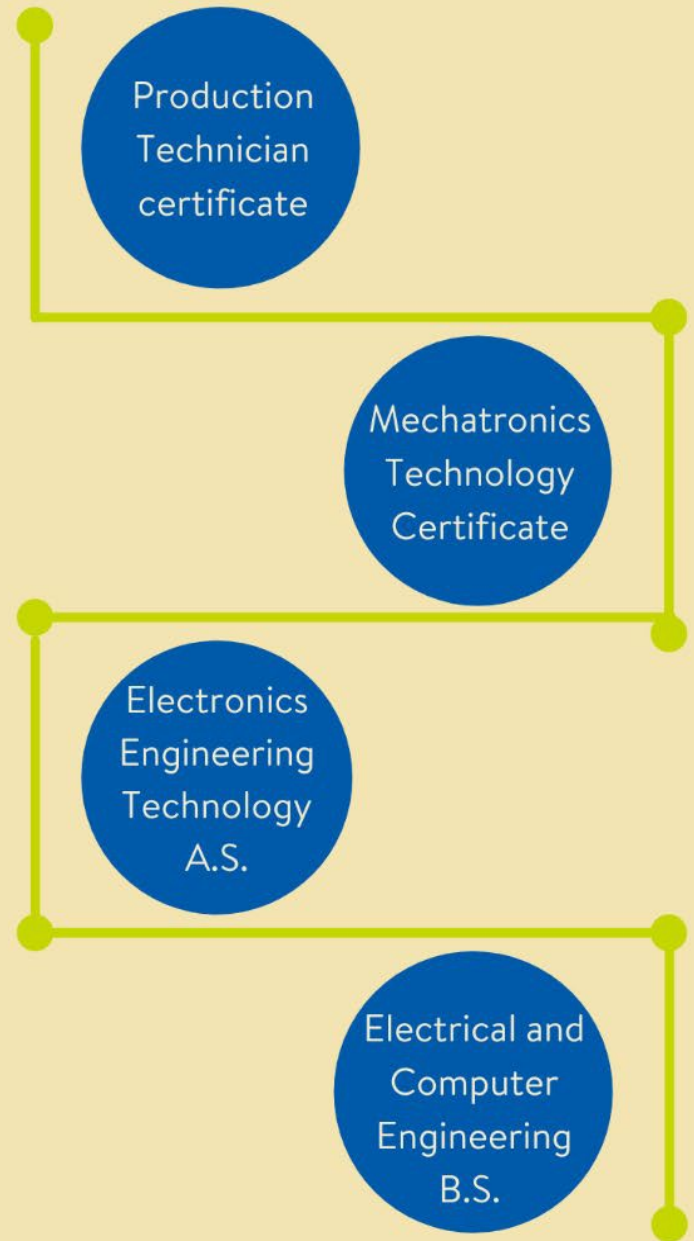 Production
Technician
certificate
Mechatronics
Technology
Certificate
Electronics
Engineering
Technology
A.S.
Electrical and
Computer
Engineering
B.S.